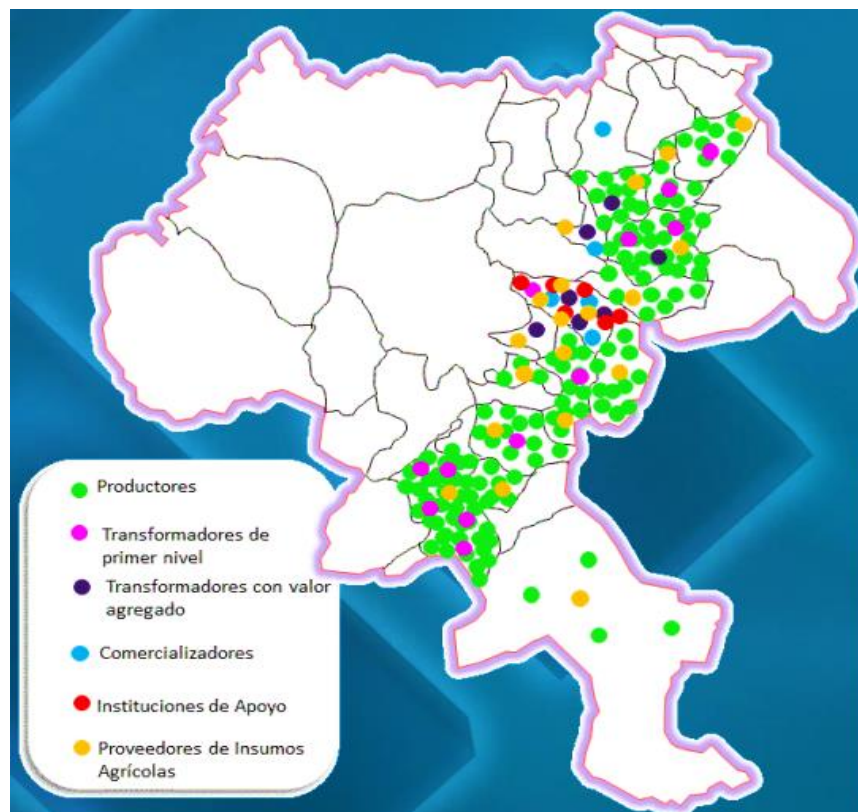 Productores
Transformadores de
primer nivel
Transformadores con valor
agregado
Comercializadores
Instituciones de Apoyo
Proveedores de Insumos
Agrícolas